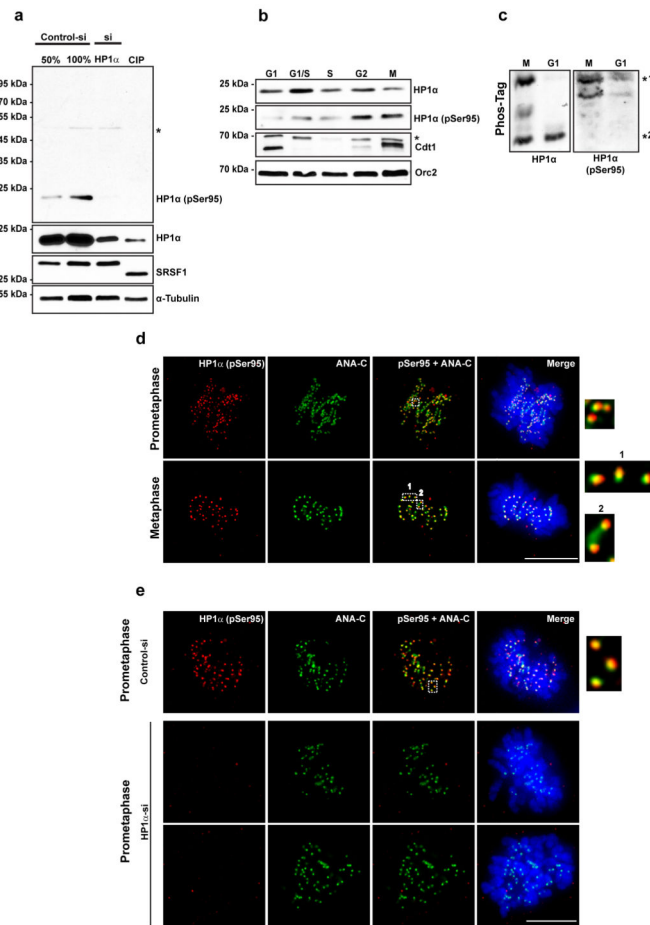 a
Control-si si
50% 100% HP1α CIP
95 kDa
70 kDa
55 kDa
*
45 kDa
35 kDa
25 kDa
HP1α (pSer95)
25 kDa
HP1α
SRSF1
25 kDa
55 kDa
α-Tubulin
b
G1 G1/S S G2 M
25 kDa
HP1α
25 kDa
HP1α (pSer95)
70 kDa
*
Cdt1
70 kDa
Orc2
c
M G1 M G1
Phos-Tag
*1
*2
HP1α HP1α
(pSer95)
d
HP1α (pSer95) ANA-C pSer95 + ANA-C Merge
Prometaphase
1
Metaphase
1
2
2
e
HP1α (pSer95) ANA-C pSer95 + ANA-C Merge
Prometaphase
Control-si
Prometaphase
HP1α-si